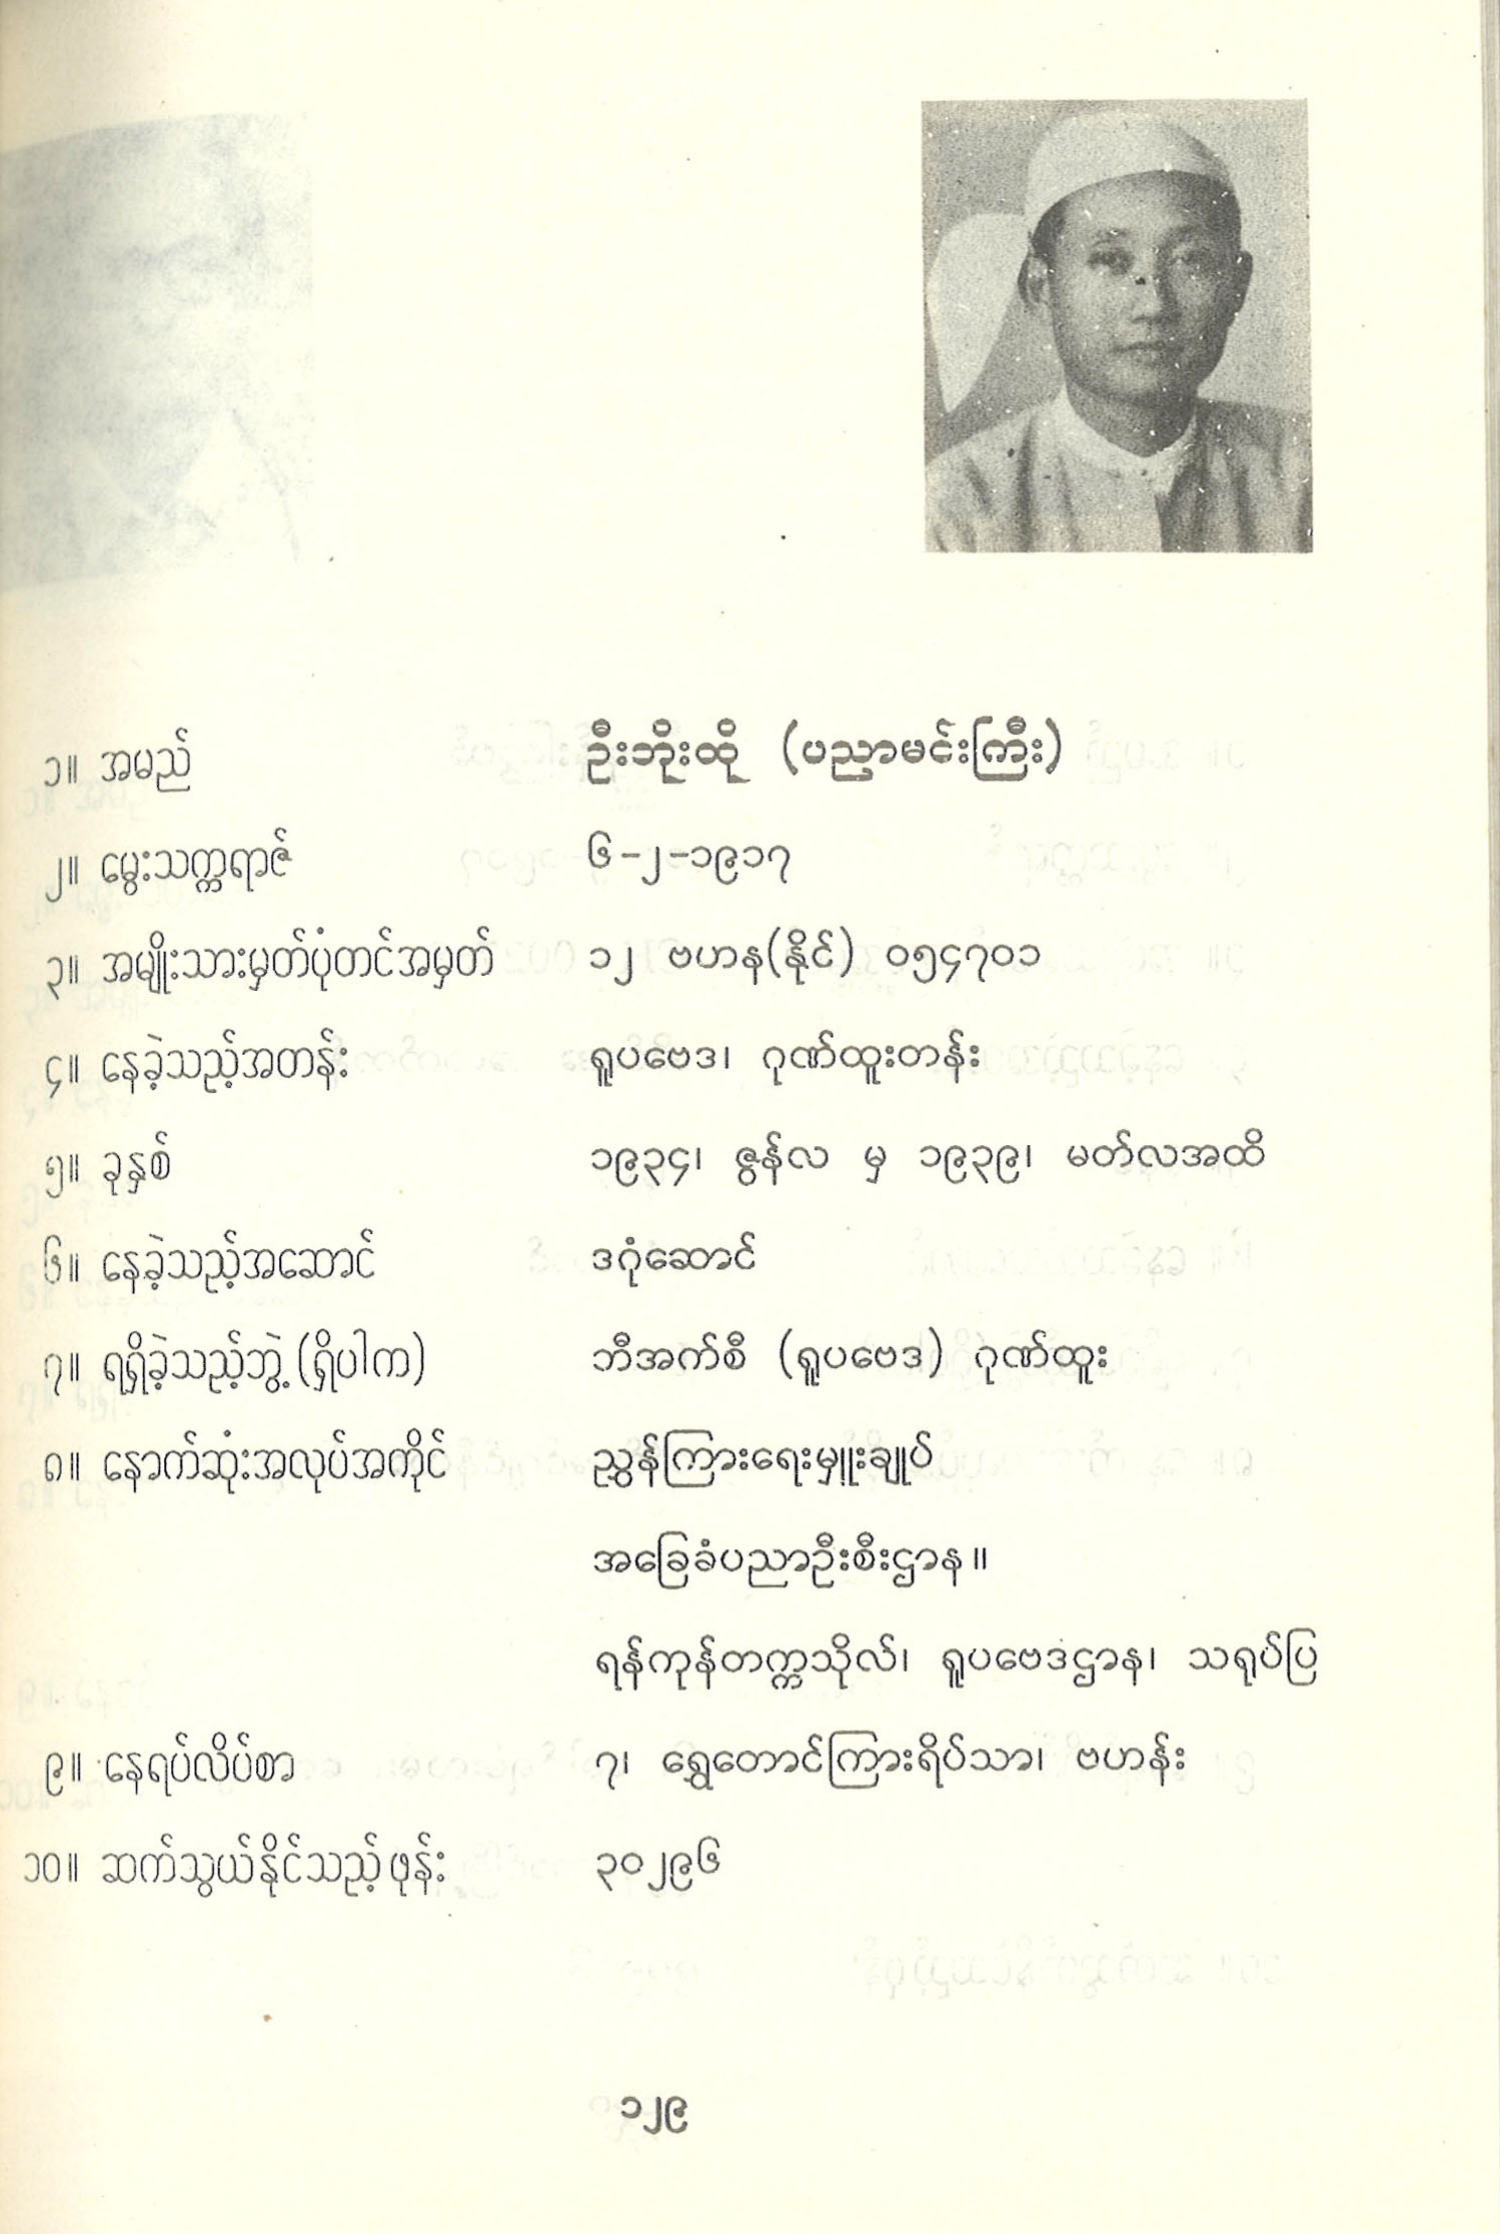 ၁။ အမည် ဦးဘိုးထို (ပညာမင်းကြီး)
၂။ မွေးသက္ကရာဇ် ၆-၂-၁၉၁၇
၃။ အမျိုးသားမှတ်ပုံတင်အမှတ် ၁၂ ဗဟန(နိုင်) ၀၅၄၇၀၁
၄။ နေခဲ့သည့်အတန်း ရူပဗေဒ၊ ဂုဏ်ထူးတန်း
၅။ ခုနှစ် ၁၉၃၄၊ ဇွန်လ မှ ၁၉၃၉၊ မတ်လအထိ
၆။ နေခဲ့သည့်အဆောင် ဒဂုံဆောင်
၇။ ရရှိခဲ့သည့်ဘွဲ့(ရှိပါက) ဘီအက်စီ (ရူပဗေဒ) ဂုဏ်ထူး
၈။ နောက်ဆုံးအလုပ်အကိုင် ညွှန်ကြားရေးမှူးချုပ်
အခြေခံပညာဦးစီးဌာန။
ရန်ကုန်တက္ကသိုလ်၊ ရူပဗေဒဌာန၊ သရုပ်ပြ
၉။ နေရပ်လိပ်စာ ၇၊ ရွှေတောင်ကြားရိပ်သာ၊ ဗဟန်း
၁၀။ ဆက်သွယ်နိုင်သည့်ဖုန်း ၃၀၂၉၆
၁၂၉